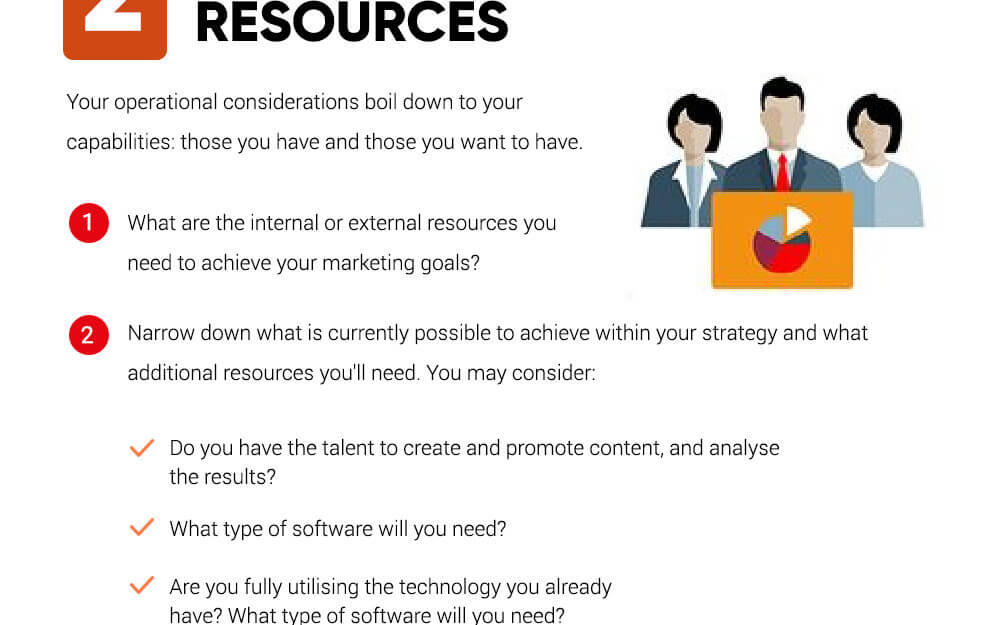 2
RESOURCES
Your operational considerations boil down to your
capabilities: those you have and those you want to have.
1
What are the internal or external resources you
need to achieve your marketing goals?
2
Narrow down what is currently possible to achieve within your strategy and what
additional resources you'll need. You may consider:
Do you have the talent to create and promote content, and analyse
the results?
What type of software will you need?
Are you fully utilising the technology you already
have? What type of software will you need?